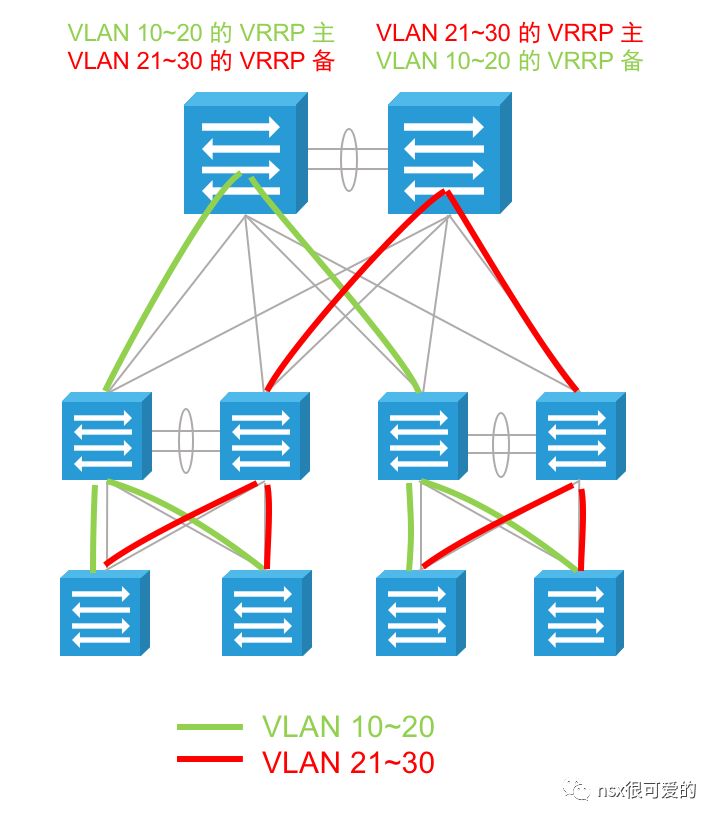 VLAN 10~20 的 VRRP 主
VLAN 21~30 的 VRRP 备
VLAN 21~30 的 VRRP 主
VLAN 10~20 的 VRRP 备
VLAN 10~20
VLAN 21~30
nsx很可爱的